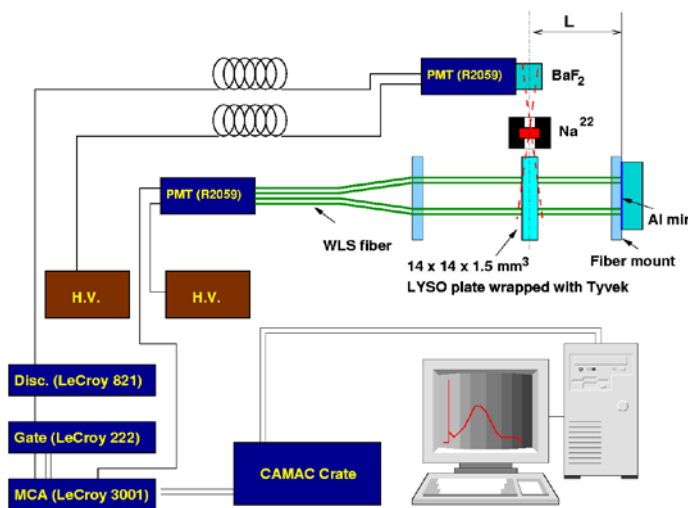 L
PMT (R2059)
BaF2
Na22
PMT (R2059)
WLS fiber
Al mir
Fiber mount
14 x 14 x 1.5 mm3
LYSO plate wrapped with Tyvek
H.V.
H.V.
Disc. (LeCroy 821)
Gate (LeCroy 222)
MCA (LeCroy 3001)
CAMAC Crate